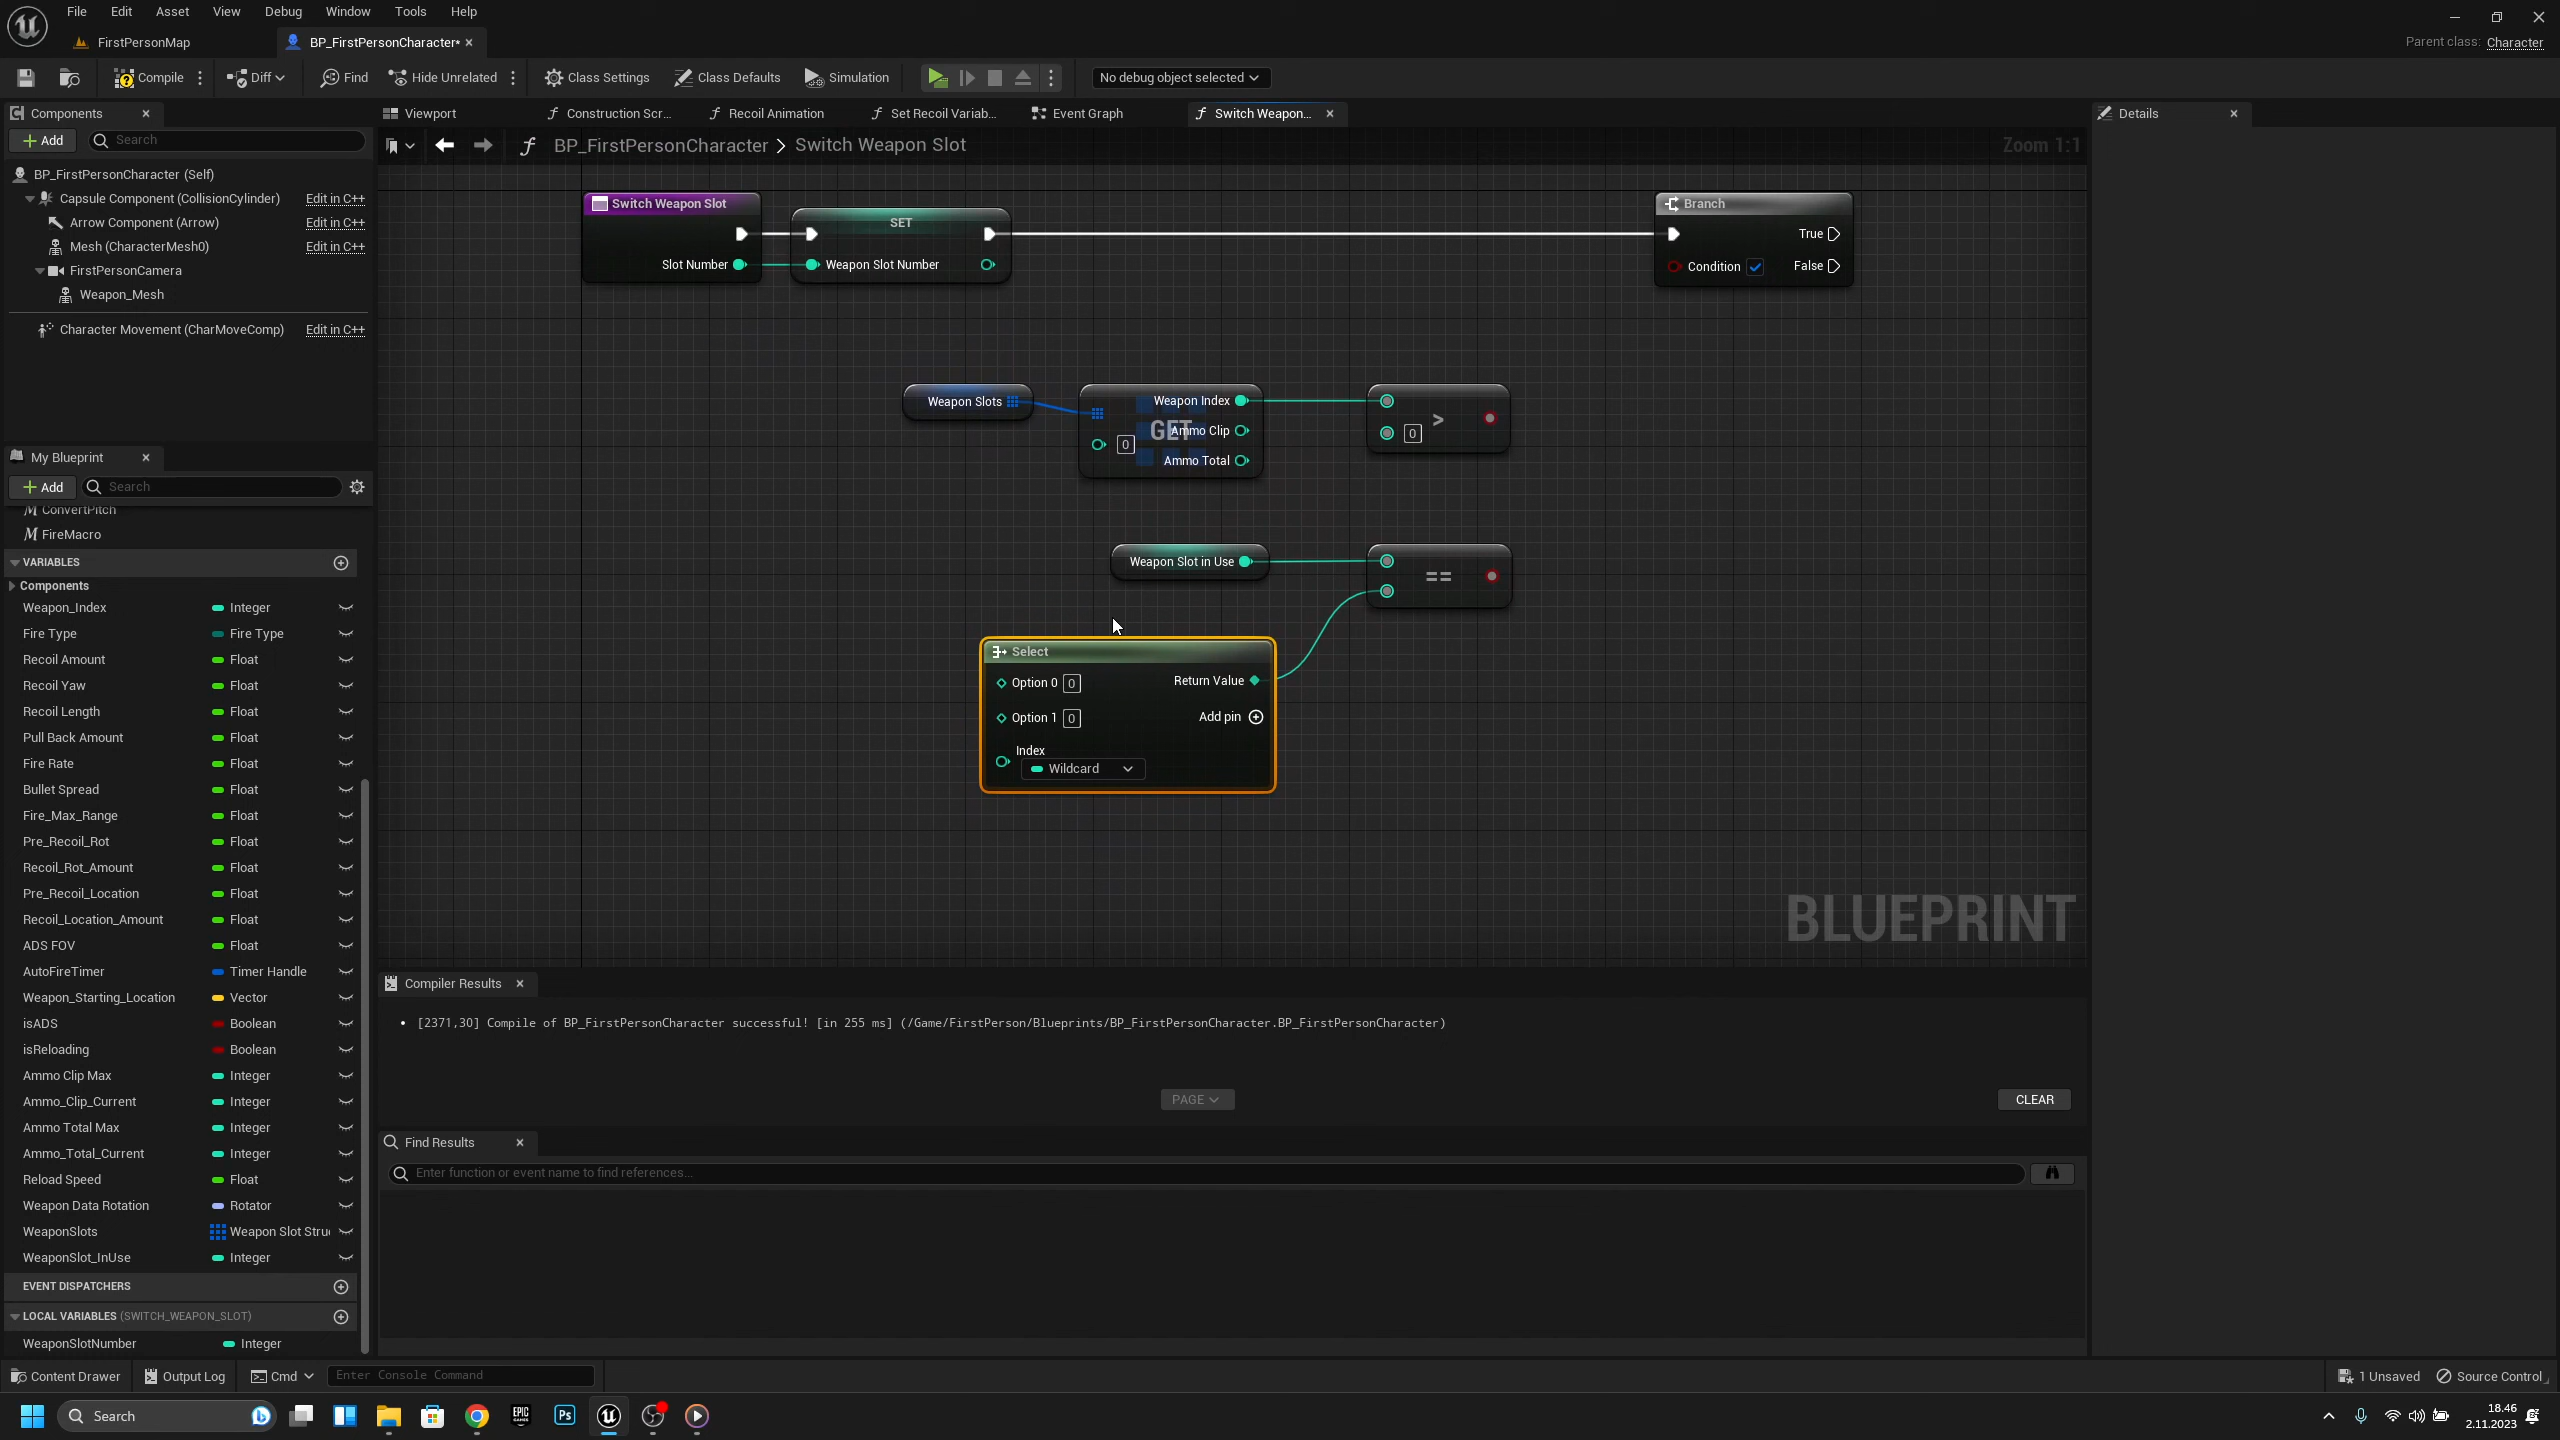 File Edit Asset View Debug Window Tools Help
FirstPersonMap BP_FirstPersonCharacter* Parent class: Character
Compile Diff Find Hide Unrelated Class Settings Class Defaults Simulation No debug object selected
Components
Add Search
BP_FirstPersonCharacter (Self)
Capsule Component (CollisionCylinder) Edit in C++
Arrow Component (Arrow) Edit in C++
Mesh (CharacterMesh0) Edit in C++
FirstPersonCamera
Weapon_Mesh
Character Movement (CharMoveComp) Edit in C++
My Blueprint
Add Search
ConvertPitch
FireMacro
VARIABLES
Components
Weapon_Index Integer
Fire Type Fire Type
Recoil Amount Float
Recoil Yaw Float
Recoil Length Float
Pull Back Amount Float
Fire Rate Float
Bullet Spread Float
Fire_Max_Range Float
Pre_Recoil_Rot Float
Recoil_Rot_Amount Float
Pre_Recoil_Location Float
Recoil_Location_Amount Float
ADS FOV Float
AutoFireTimer Timer Handle
Weapon_Starting_Location Vector
isADS Boolean
isReloading Boolean
Ammo Clip Max Integer
Ammo_Clip_Current Integer
Ammo Total Max Integer
Ammo_Total_Current Integer
Reload Speed Float
Weapon Data Rotation Rotator
WeaponSlots Weapon Slot Stru
WeaponSlot_InUse Integer
EVENT DISPATCHERS
LOCAL VARIABLES (SWITCH_WEAPON_SLOT)
WeaponSlotNumber Integer
Viewport Construction Scr... Recoil Animation Set Recoil Variab... Event Graph Switch Weapon...
BP_FirstPersonCharacter > Switch Weapon Slot Zoom 1:1
Switch Weapon Slot
Slot Number
SET
Weapon Slot Number
Branch
True
Condition False
Weapon Slots
GET
Weapon Index
Ammo Clip
0
Ammo Total
0 >
Weapon Slot in Use
==
Select
Option 0 0 Return Value
Option 1 0 Add pin
Index
Wildcard
BLUEPRINT
Details
Compiler Results
[2371,30] Compile of BP_FirstPersonCharacter successful! [in 255 ms] (/Game/FirstPerson/Blueprints/BP_FirstPersonCharacter.BP_FirstPersonCharacter)
PAGE CLEAR
Find Results
Enter function or event name to find references...
Content Drawer Output Log Cmd Enter Console Command 1 Unsaved Source Control
Search EPIC GAMES Ps
18.46
2.11.2023